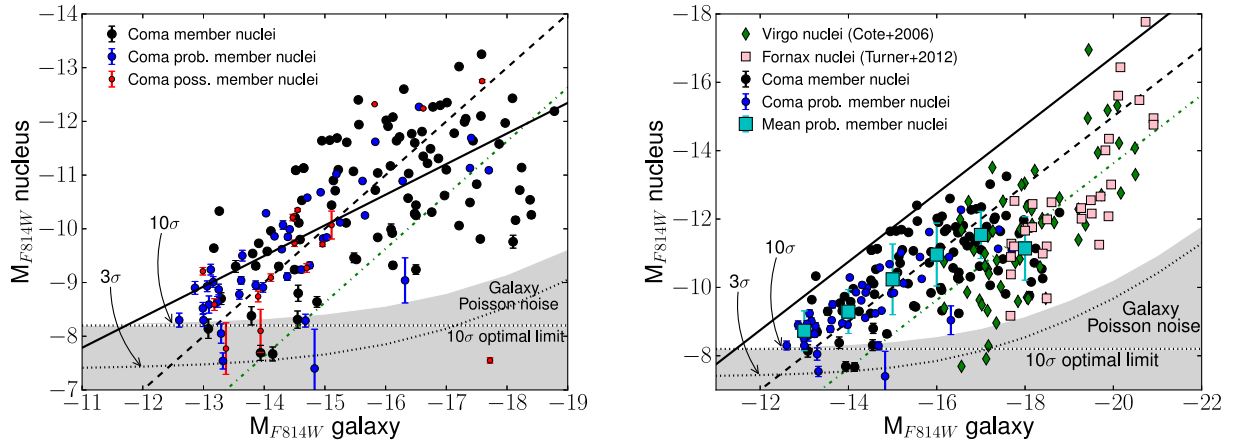 −14
−13
−12
−11
−10
−9
−8
−7
M_F814W nucleus
Coma member nuclei
Coma prob. member nuclei
Coma poss. member nuclei
10σ
3σ
Galaxy
Poisson noise
10σ optimal limit
−11 −12 −13 −14 −15 −16 −17 −18 −19
M_F814W galaxy
−18
−16
−14
−12
−10
−8
M_F814W nucleus
Virgo nuclei (Cote+2006)
Fornax nuclei (Turner+2012)
Coma member nuclei
Coma prob. member nuclei
Mean prob. member nuclei
10σ
3σ
Galaxy
Poisson noise
10σ optimal limit
−12 −14 −16 −18 −20 −22
M_F814W galaxy